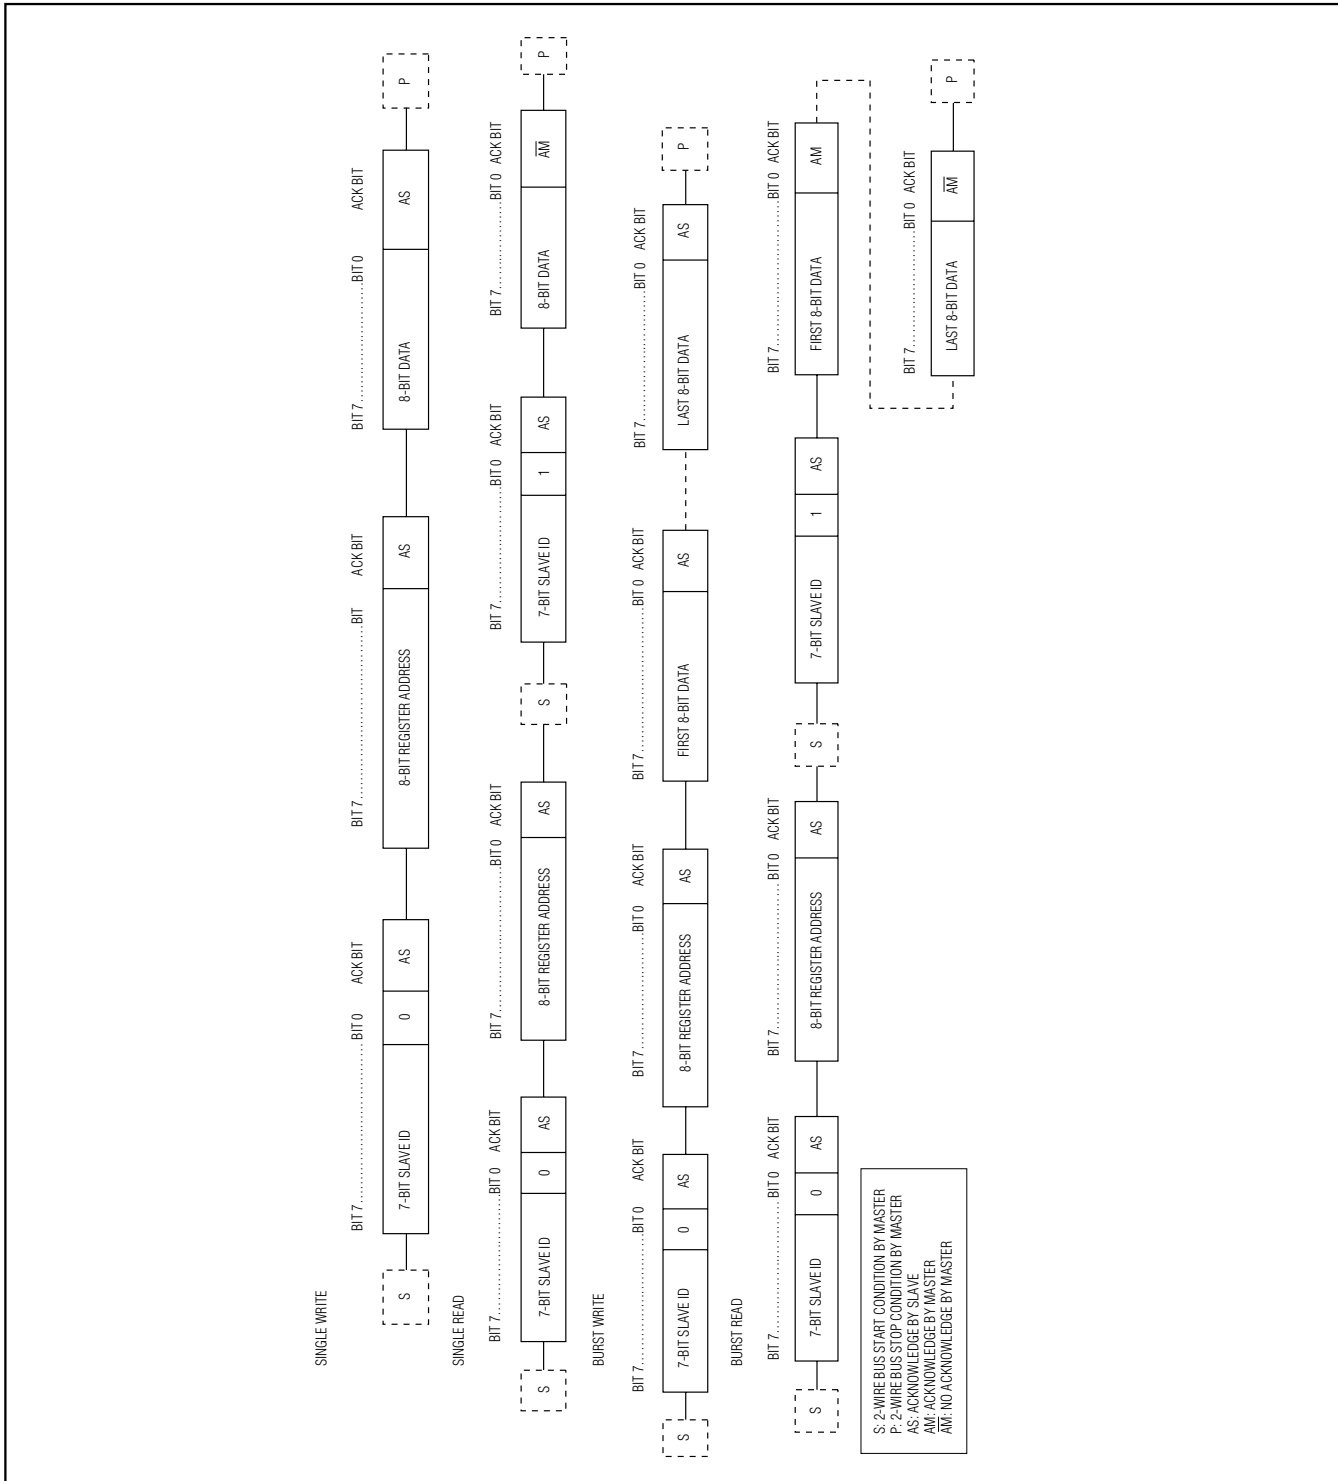 SINGLE WRITE
BIT 7..................BIT 0 ACK BIT BIT 7..................BIT ACK BIT BIT 7..................BIT 0 ACK BIT
S 7-BIT SLAVE ID 0 AS 8-BIT REGISTER ADDRESS AS 8-BIT DATA AS P
SINGLE READ
BIT 7..................BIT 0 ACK BIT BIT 7..................BIT 0 ACK BIT BIT 7..................BIT 0 ACK BIT BIT 7..................BIT 0 ACK BIT
S 7-BIT SLAVE ID 0 AS 8-BIT REGISTER ADDRESS AS S 7-BIT SLAVE ID 1 AS 8-BIT DATA A̅M̅ P
BURST WRITE
BIT 7..................BIT 0 ACK BIT BIT 7..................BIT 0 ACK BIT BIT 7..................BIT 0 ACK BIT BIT 7..................BIT 0 ACK BIT
S 7-BIT SLAVE ID 0 AS 8-BIT REGISTER ADDRESS AS FIRST 8-BIT DATA AS LAST 8-BIT DATA AS P
BURST READ
BIT 7..................BIT 0 ACK BIT BIT 7..................BIT 0 ACK BIT BIT 7..................BIT 0 ACK BIT
S 7-BIT SLAVE ID 0 AS 8-BIT REGISTER ADDRESS AS S 7-BIT SLAVE ID 1 AS FIRST 8-BIT DATA AM
BIT 7..................BIT 0 ACK BIT
LAST 8-BIT DATA A̅M̅ P
S: 2-WIRE BUS START CONDITION BY MASTER
P: 2-WIRE BUS STOP CONDITION BY MASTER
AS: ACKNOWLEDGE BY SLAVE
AM: ACKNOWLEDGE BY MASTER
A̅M̅: NO ACKNOWLEDGE BY MASTER